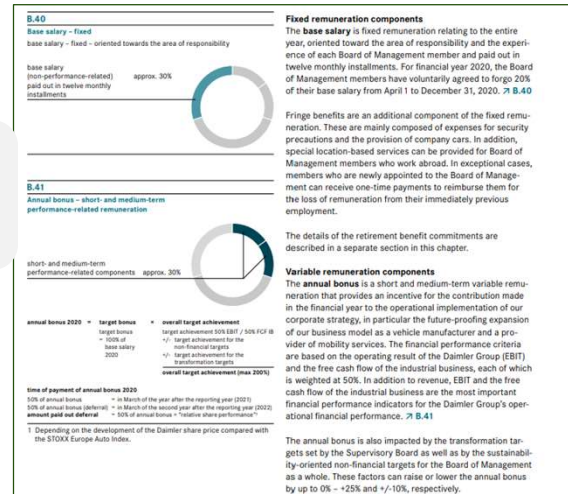 B.40
Base salary – fixed
base salary – fixed – oriented towards the area of responsibility
base salary
(non-performance-related) approx. 30%
paid out in twelve monthly
installments
B.41
Annual bonus – short- and medium-term
performance-related remuneration
short- and medium-term
performance-related components approx. 30%
annual bonus 2020 = target bonus × overall target achievement
target bonus target achievement 50% EBIT / 50% FCF IB
= 100% of +/- target achievement for the
base salary non-financial targets
2020 +/- target achievement for the
transformation targets
overall target achievement (max 200%)
time of payment of annual bonus 2020
50% of annual bonus = in March of the year after the reporting year (2021)
50% of annual bonus (deferral) = in March of the second year after the reporting year (2022)
amount paid out deferral = 50% of annual bonus × "relative share performance"¹
1 Depending on the development of the Daimler share price compared with
the STOXX Europe Auto Index.
Fixed remuneration components
The base salary is fixed remuneration relating to the entire
year, oriented toward the area of responsibility and the experi-
ence of each Board of Management member and paid out in
twelve monthly installments. For financial year 2020, the Board
of Management members have voluntarily agreed to forgo 20%
of their base salary from April 1 to December 31, 2020. ↗ B.40
Fringe benefits are an additional component of the fixed remu-
neration. These are mainly composed of expenses for security
precautions and the provision of company cars. In addition,
special location-based services can be provided for Board of
Management members who work abroad. In exceptional cases,
members who are newly appointed to the Board of Manage-
ment can receive one-time payments to reimburse them for
the loss of remuneration from their immediately previous
employment.
The details of the retirement benefit commitments are
described in a separate section in this chapter.
Variable remuneration components
The annual bonus is a short and medium-term variable remu-
neration that provides an incentive for the contribution made
in the financial year to the operational implementation of our
corporate strategy, in particular the future-proofing expansion
of our business model as a vehicle manufacturer and a pro-
vider of mobility services. The financial performance criteria
are based on the operating result of the Daimler Group (EBIT)
and the free cash flow of the industrial business, each of which
is weighted at 50%. In addition to revenue, EBIT and the free
cash flow of the industrial business are the most important
financial performance indicators for the Daimler Group's oper-
ational financial performance. ↗ B.41
The annual bonus is also impacted by the transformation tar-
gets set by the Supervisory Board as well as by the sustainabil-
ity-oriented non-financial targets for the Board of Management
as a whole. These factors can raise or lower the annual bonus
by up to 0% – +25% and +/-10%, respectively.